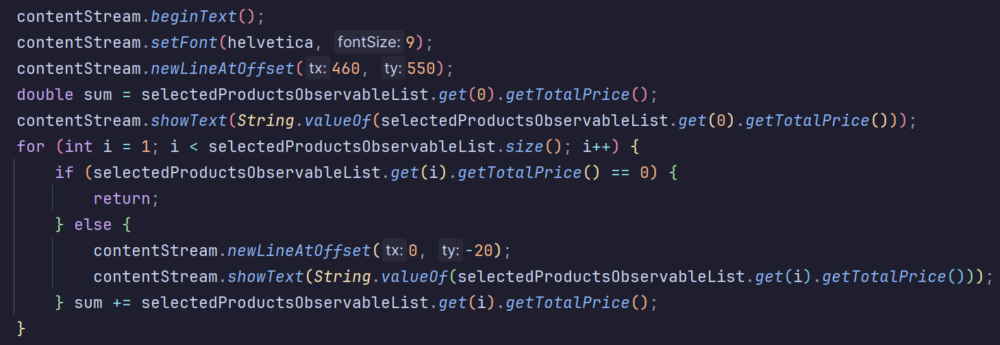 contentStream.beginText();
contentStream.setFont(helvetica, fontSize: 9);
contentStream.newLineAtOffset( tx: 460, ty: 550);
double sum = selectedProductsObservableList.get(0).getTotalPrice();
contentStream.showText(String.valueOf(selectedProductsObservableList.get(0).getTotalPrice()));
for (int i = 1; i < selectedProductsObservableList.size(); i++) {
    if (selectedProductsObservableList.get(i).getTotalPrice() == 0) {
        return;
    } else {
        contentStream.newLineAtOffset( tx: 0, ty: -20);
        contentStream.showText(String.valueOf(selectedProductsObservableList.get(i).getTotalPrice()));
    } sum += selectedProductsObservableList.get(i).getTotalPrice();
}